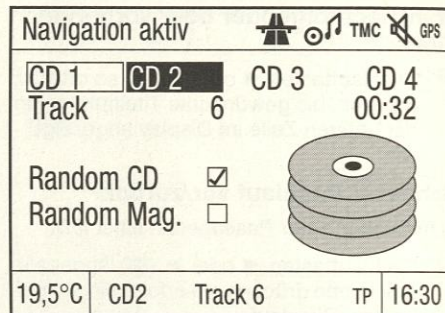 Navigation aktiv TMC GPS
CD 1 CD 2 CD 3 CD 4
Track 6 00:32
Random CD
Random Mag.
19,5°C CD2 Track 6 TP 16:30